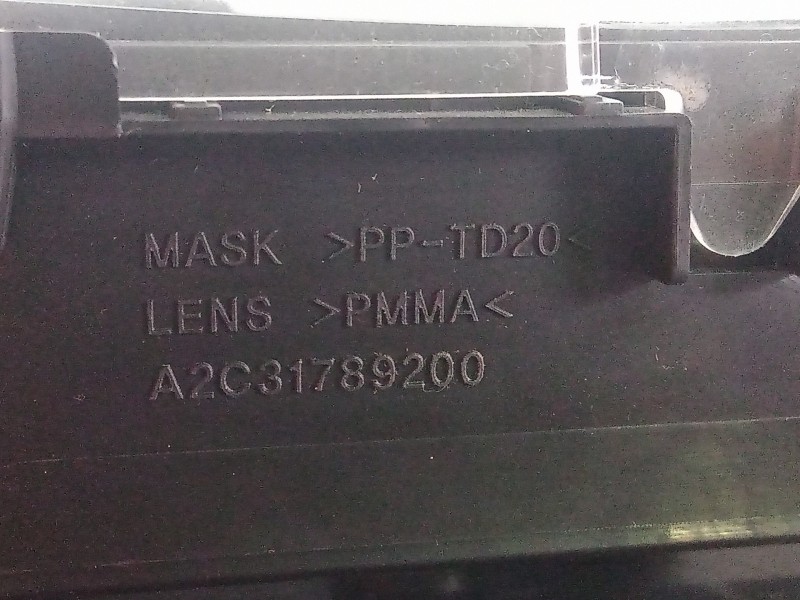 MASK >PP-TD20<
LENS >PMMA<
A2C31789200